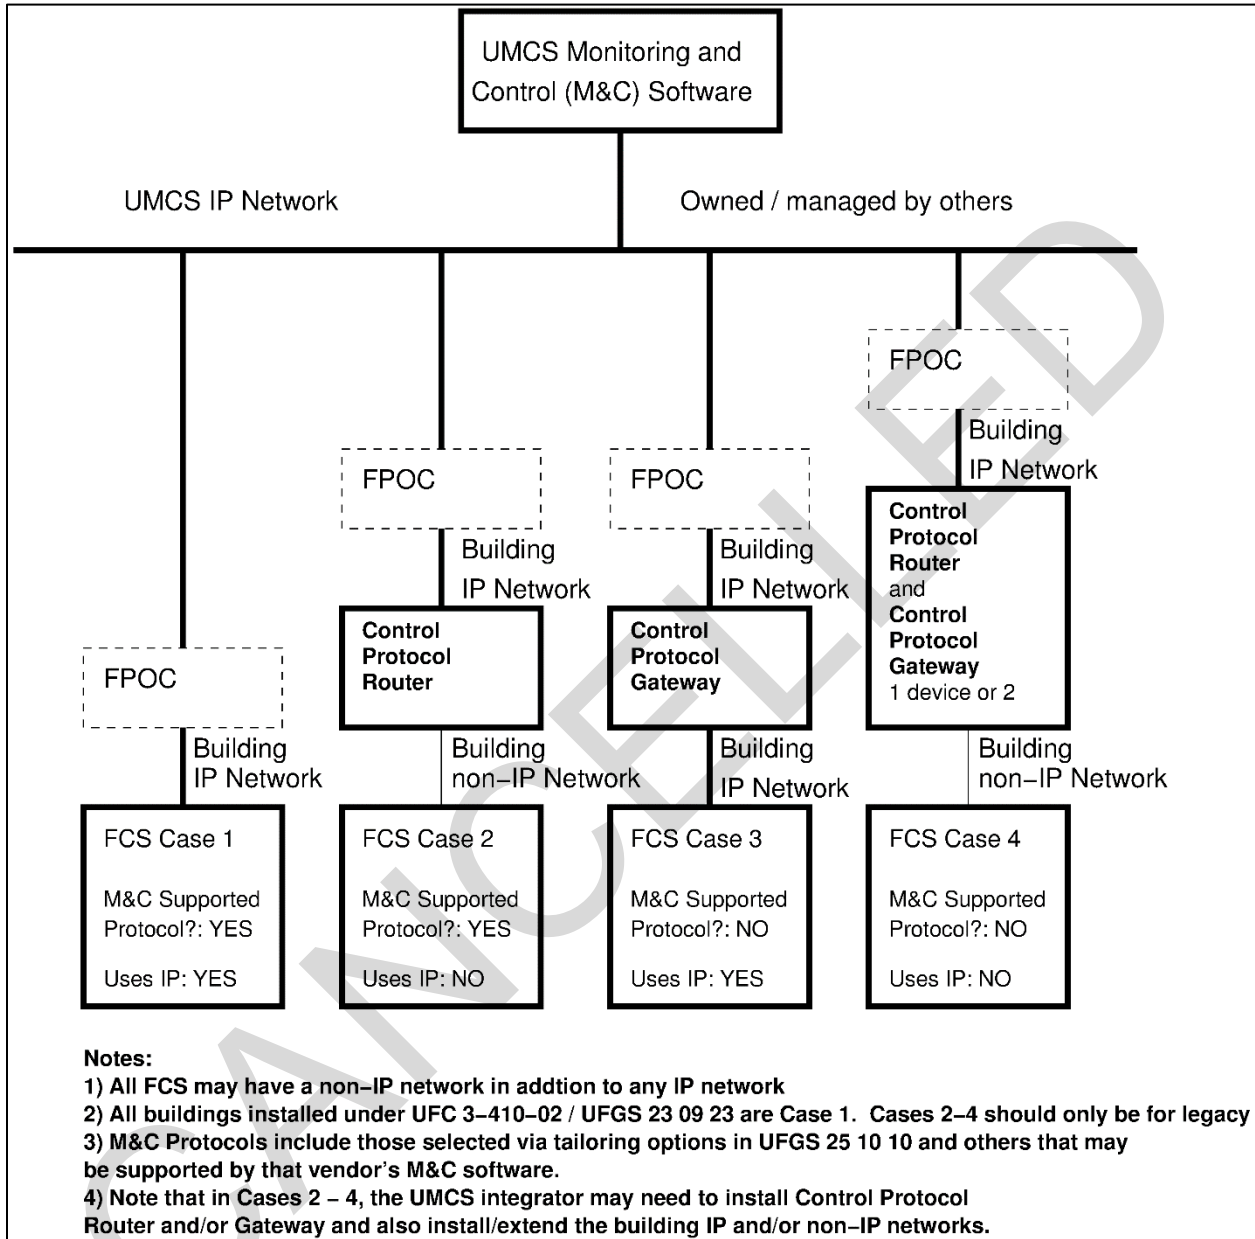 UMCS Monitoring and
Control (M&C) Software
UMCS IP Network
Owned / managed by others
FPOC
Building
IP Network
FPOC
Building
IP Network
FPOC
Building
IP Network
Control
Protocol
Router
and
Control
Protocol
Gateway
1 device or 2
Control
Protocol
Router
Control
Protocol
Gateway
FPOC
Building
IP Network
Building
non–IP Network
Building
IP Network
Building
non–IP Network
FCS Case 1
M&C Supported
Protocol?: YES
Uses IP: YES
FCS Case 2
M&C Supported
Protocol?: YES
Uses IP: NO
FCS Case 3
M&C Supported
Protocol?: NO
Uses IP: YES
FCS Case 4
M&C Supported
Protocol?: NO
Uses IP: NO
Notes:
1) All FCS may have a non–IP network in addtion to any IP network
2) All buildings installed under UFC 3–410–02 / UFGS 23 09 23 are Case 1.  Cases 2–4 should only be for legacy
3) M&C Protocols include those selected via tailoring options in UFGS 25 10 10 and others that may
be supported by that vendor's M&C software.
4) Note that in Cases 2 – 4, the UMCS integrator may need to install Control Protocol
Router and/or Gateway and also install/extend the building IP and/or non–IP networks.
CANCELLED